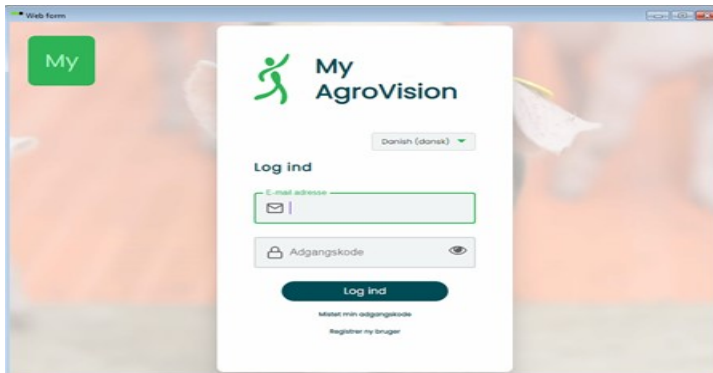 Web form
My
My
AgroVision
Danish (dansk)
Log ind
E-mail adresse
Adgangskode
Log ind
Mistet min adgangskode
Registrer ny bruger